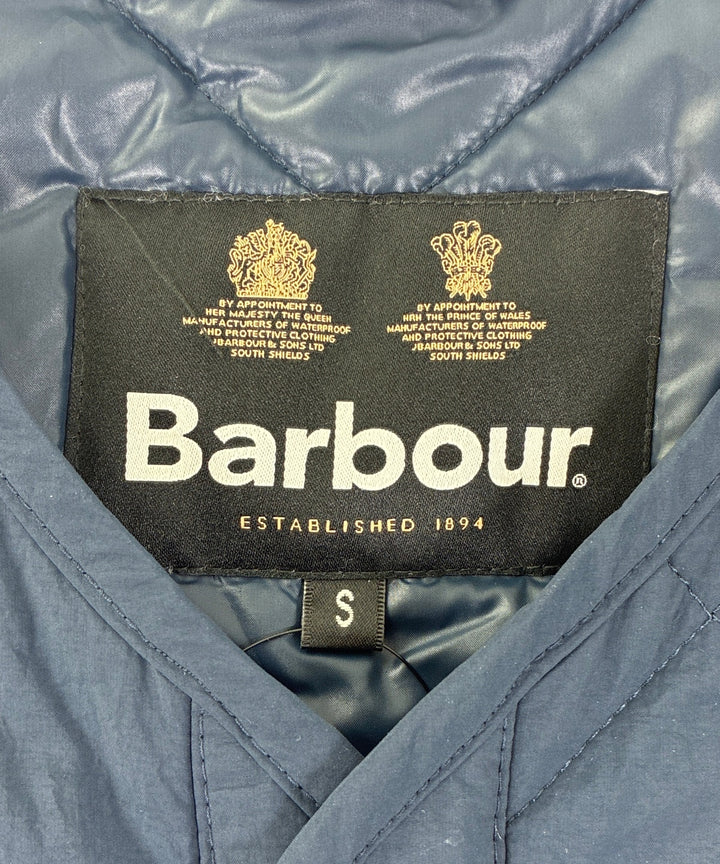 BY APPOINTMENT TO
HER MAJESTY THE QUEEN
MANUFACTURERS OF WATERPROOF
AND PROTECTIVE CLOTHING
JBARBOUR & SONS LTD
SOUTH SHIELDS
BY APPOINTMENT TO
HRH THE PRINCE OF WALES
MANUFACTURERS OF WATERPROOF
AND PROTECTIVE CLOTHING
JBARBOUR & SONS LTD
SOUTH SHIELDS
Barbour®
ESTABLISHED 1894
S